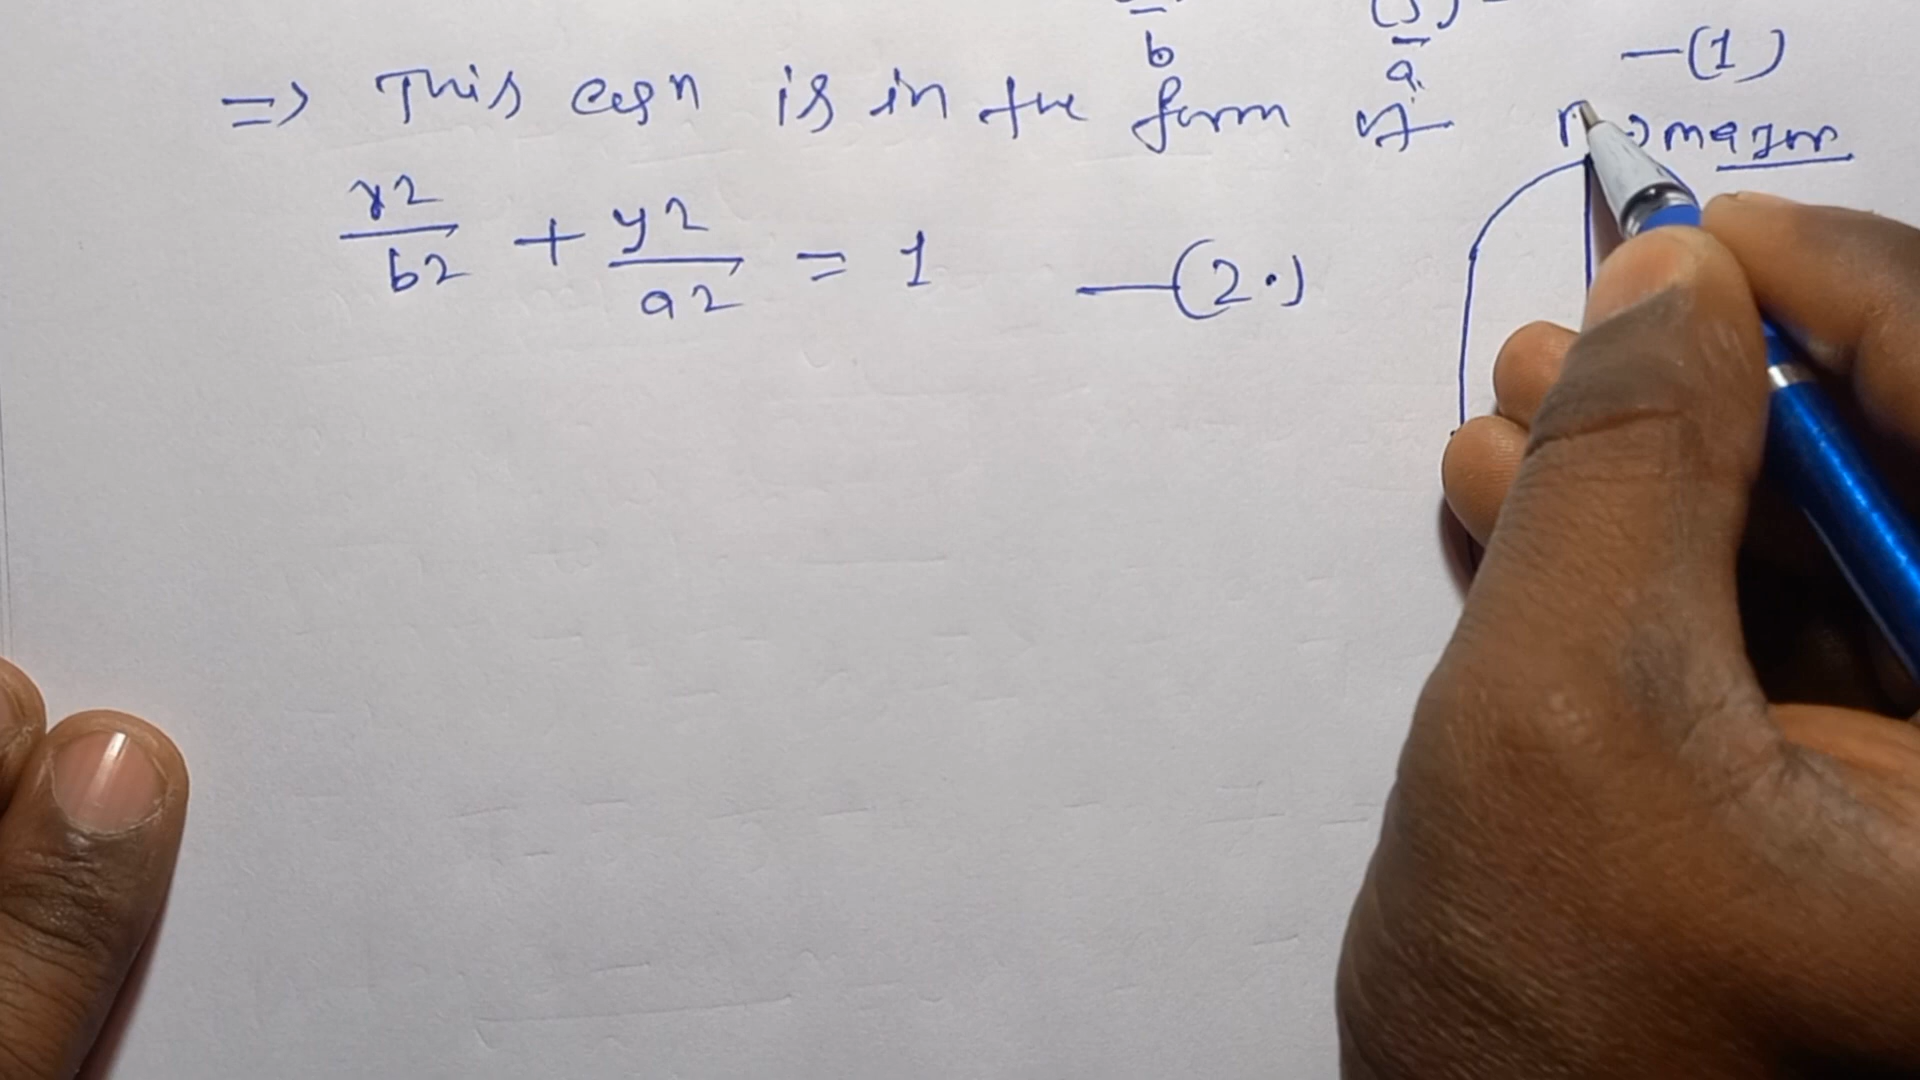 b a —(1)
=> This eqn is in the form of major
x2/b2 + y2/a2 = 1 —(2.)